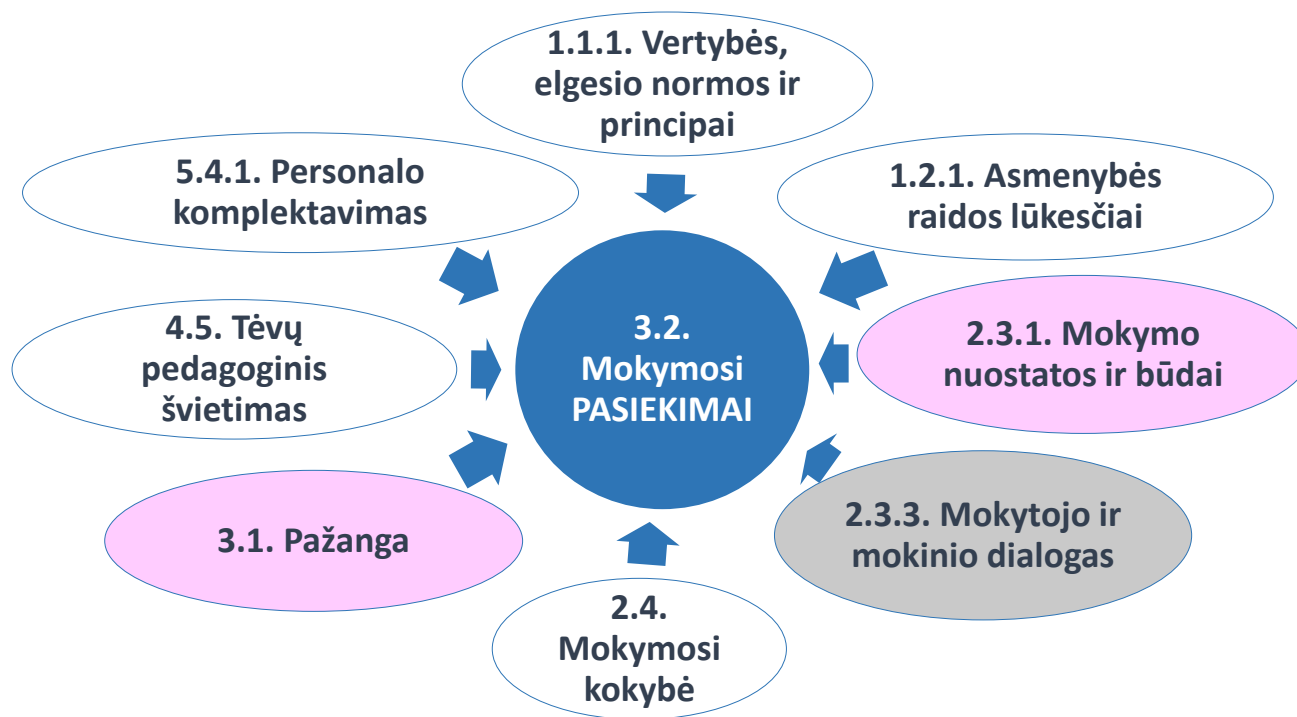 1.1.1. Vertybės,
elgesio normos ir
principai
5.4.1. Personalo
komplektavimas
1.2.1. Asmenybės
raidos lūkesčiai
4.5. Tėvų
pedagoginis
švietimas
3.2.
Mokymosi
PASIEKIMAI
2.3.1. Mokymo
nuostatos ir būdai
3.1. Pažanga
2.3.3. Mokytojo ir
mokinio dialogas
2.4.
Mokymosi
kokybė